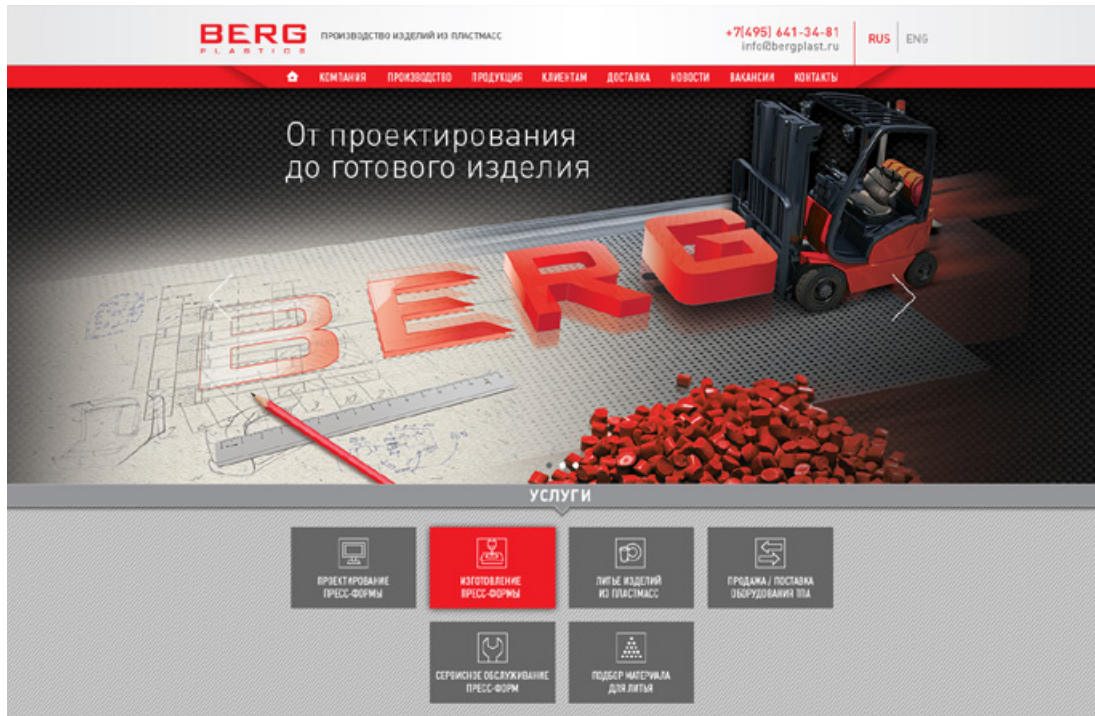 BERG
PLASTICS
ПРОИЗВОДСТВО ИЗДЕЛИЙ ИЗ ПЛАСТМАСС
+7(495) 641-34-81
info@bergplast.ru
RUS ENG
КОМПАНИЯ ПРОИЗВОДСТВО ПРОДУКЦИЯ КЛИЕНТАМ ДОСТАВКА НОВОСТИ ВАКАНСИИ КОНТАКТЫ
От проектирования
до готового изделия
BERG
УСЛУГИ
ПРОЕКТИРОВАНИЕ
ПРЕСС-ФОРМЫ
ИЗГОТОВЛЕНИЕ
ПРЕСС-ФОРМЫ
ЛИТЬЕ ИЗДЕЛИЙ
ИЗ ПЛАСТМАСС
ПРОДАЖА / ПОСТАВКА
ОБОРУДОВАНИЯ ТПА
СЕРВИСНОЕ ОБСЛУЖИВАНИЕ
ПРЕСС-ФОРМ
ПОДБОР МАТЕРИАЛА
ДЛЯ ЛИТЬЯ